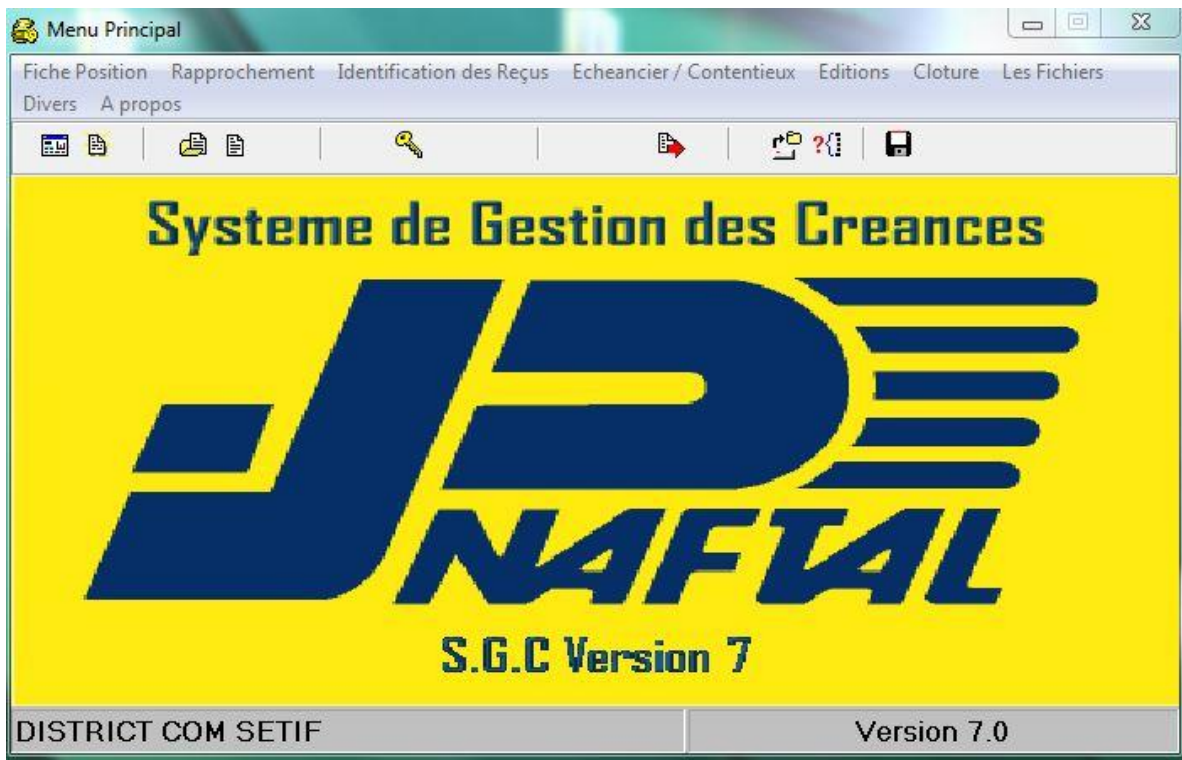 Menu Principal
Fiche Position Rapprochement Identification des Reçus Echeancier / Contentieux Editions Cloture Les Fichiers
Divers A propos
Systeme de Gestion des Creances
NAFTAL
S.G.C Version 7
DISTRICT COM SETIF Version 7.0